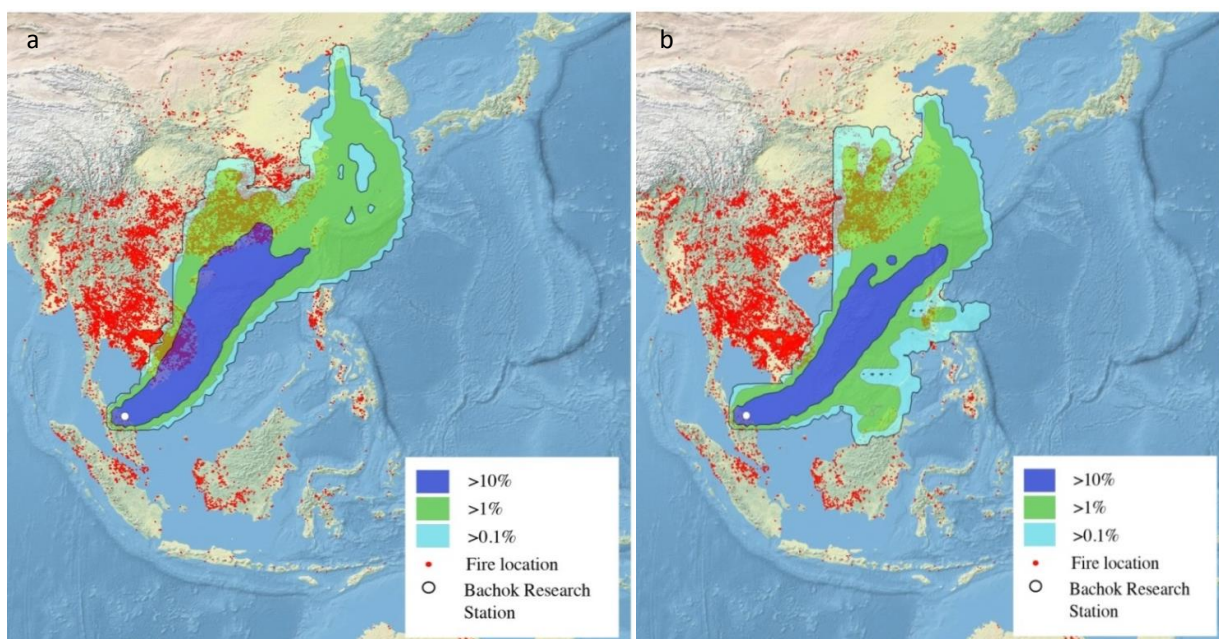 a
>10%
>1%
>0.1%
Fire location
Bachok Research
Station
b
>10%
>1%
>0.1%
Fire location
Bachok Research
Station